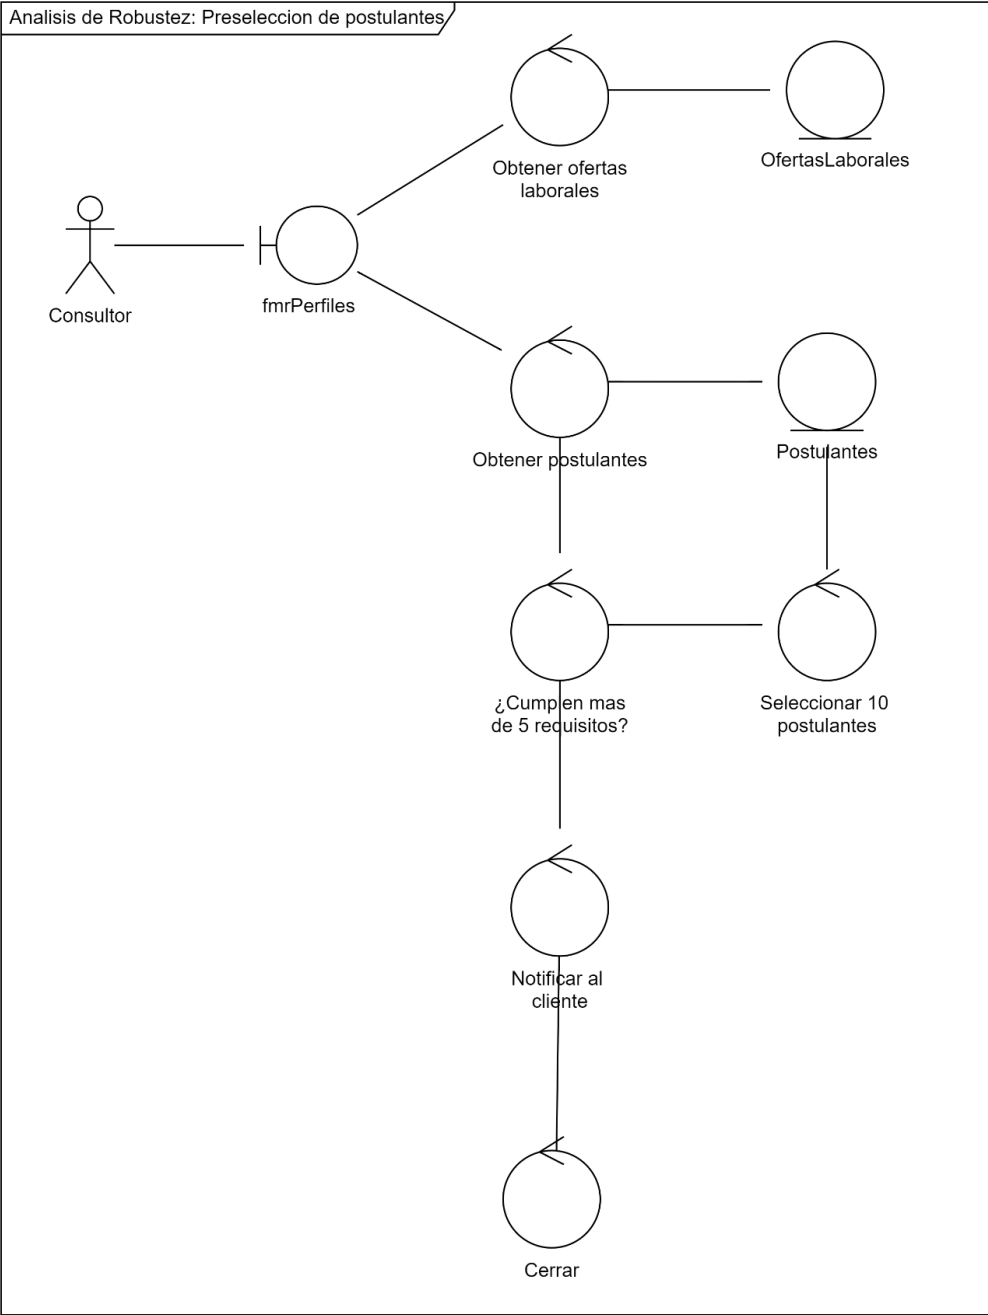 Analisis de Robustez: Preseleccion de postulantes
Obtener ofertas
laborales
OfertasLaborales
Consultor
fmrPerfiles
Obtener postulantes
Postulantes
¿Cumplen mas
de 5 requisitos?
Seleccionar 10
postulantes
Notificar al
cliente
Cerrar